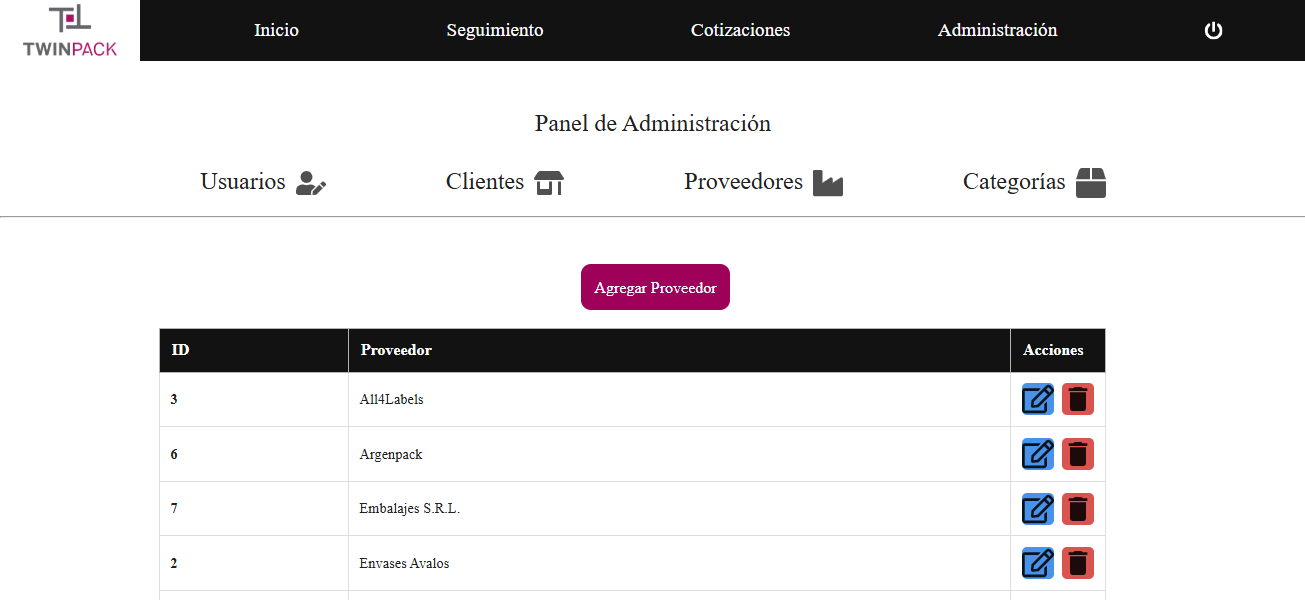 TWINPACK
Inicio Seguimiento Cotizaciones Administración
Panel de Administración
Usuarios Clientes Proveedores Categorías
Agregar Proveedor
ID Proveedor Acciones
3 All4Labels
6 Argenpack
7 Embalajes S.R.L.
2 Envases Avalos